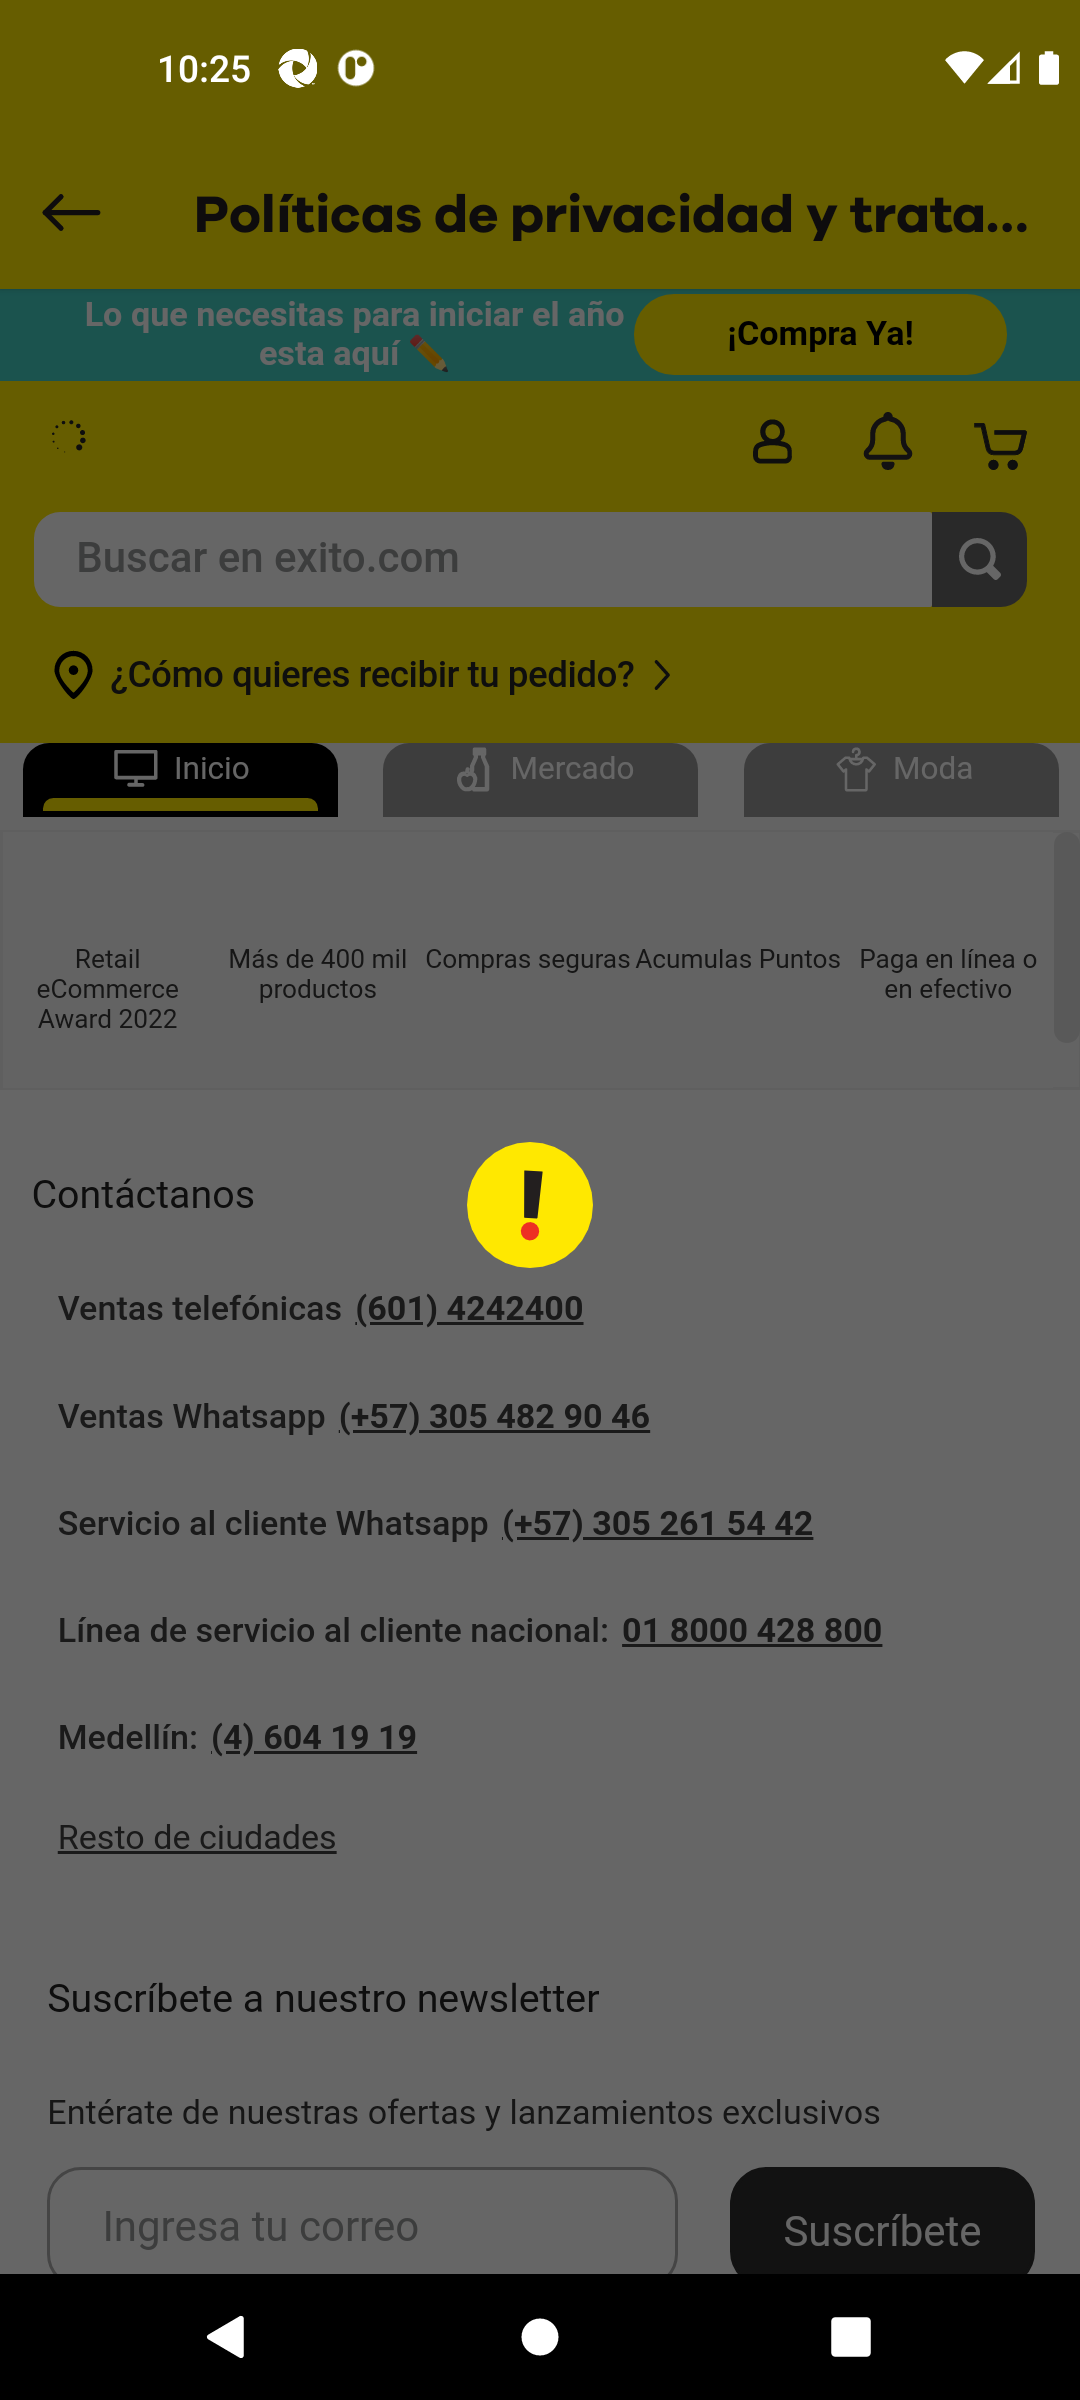 10:25
Políticas de privacidad y trata...
Lo que necesitas para iniciar el año
esta aquí ✏️
¡Compra Ya!
Buscar en exito.com
¿Cómo quieres recibir tu pedido?
Inicio
Mercado
Moda
Retail
eCommerce
Award 2022
Más de 400 mil
productos
Compras seguras
Acumulas Puntos
Paga en línea o
en efectivo
Contáctanos
Ventas telefónicas (601) 4242400
Ventas Whatsapp (+57) 305 482 90 46
Servicio al cliente Whatsapp (+57) 305 261 54 42
Línea de servicio al cliente nacional: 01 8000 428 800
Medellín: (4) 604 19 19
Resto de ciudades
Suscríbete a nuestro newsletter
Entérate de nuestras ofertas y lanzamientos exclusivos
Ingresa tu correo
Suscríbete